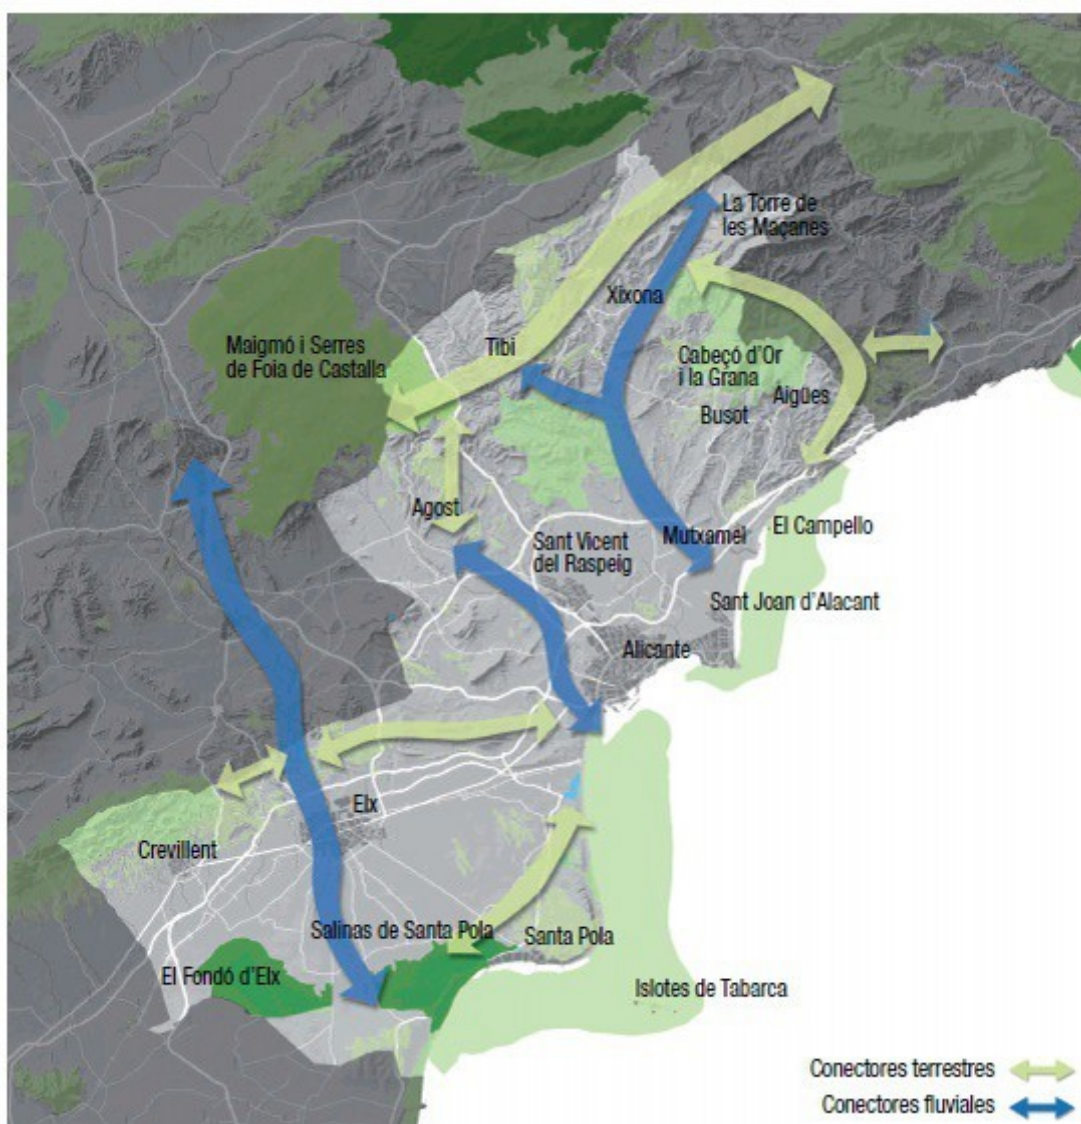 La Torre de
les Maçanes
Xixona
Maigmó i Serres
de Foia de Castalla
Tibi
Cabeçó d'Or
i la Grana
Aigües
Busot
Agost
Sant Vicent
del Raspeig
Mutxamel
El Campello
Sant Joan d'Alacant
Alicante
Elx
Crevillent
Salinas de Santa Pola
Santa Pola
El Fondó d'Elx
Islotes de Tabarca
Conectores terrestres
Conectores fluviales